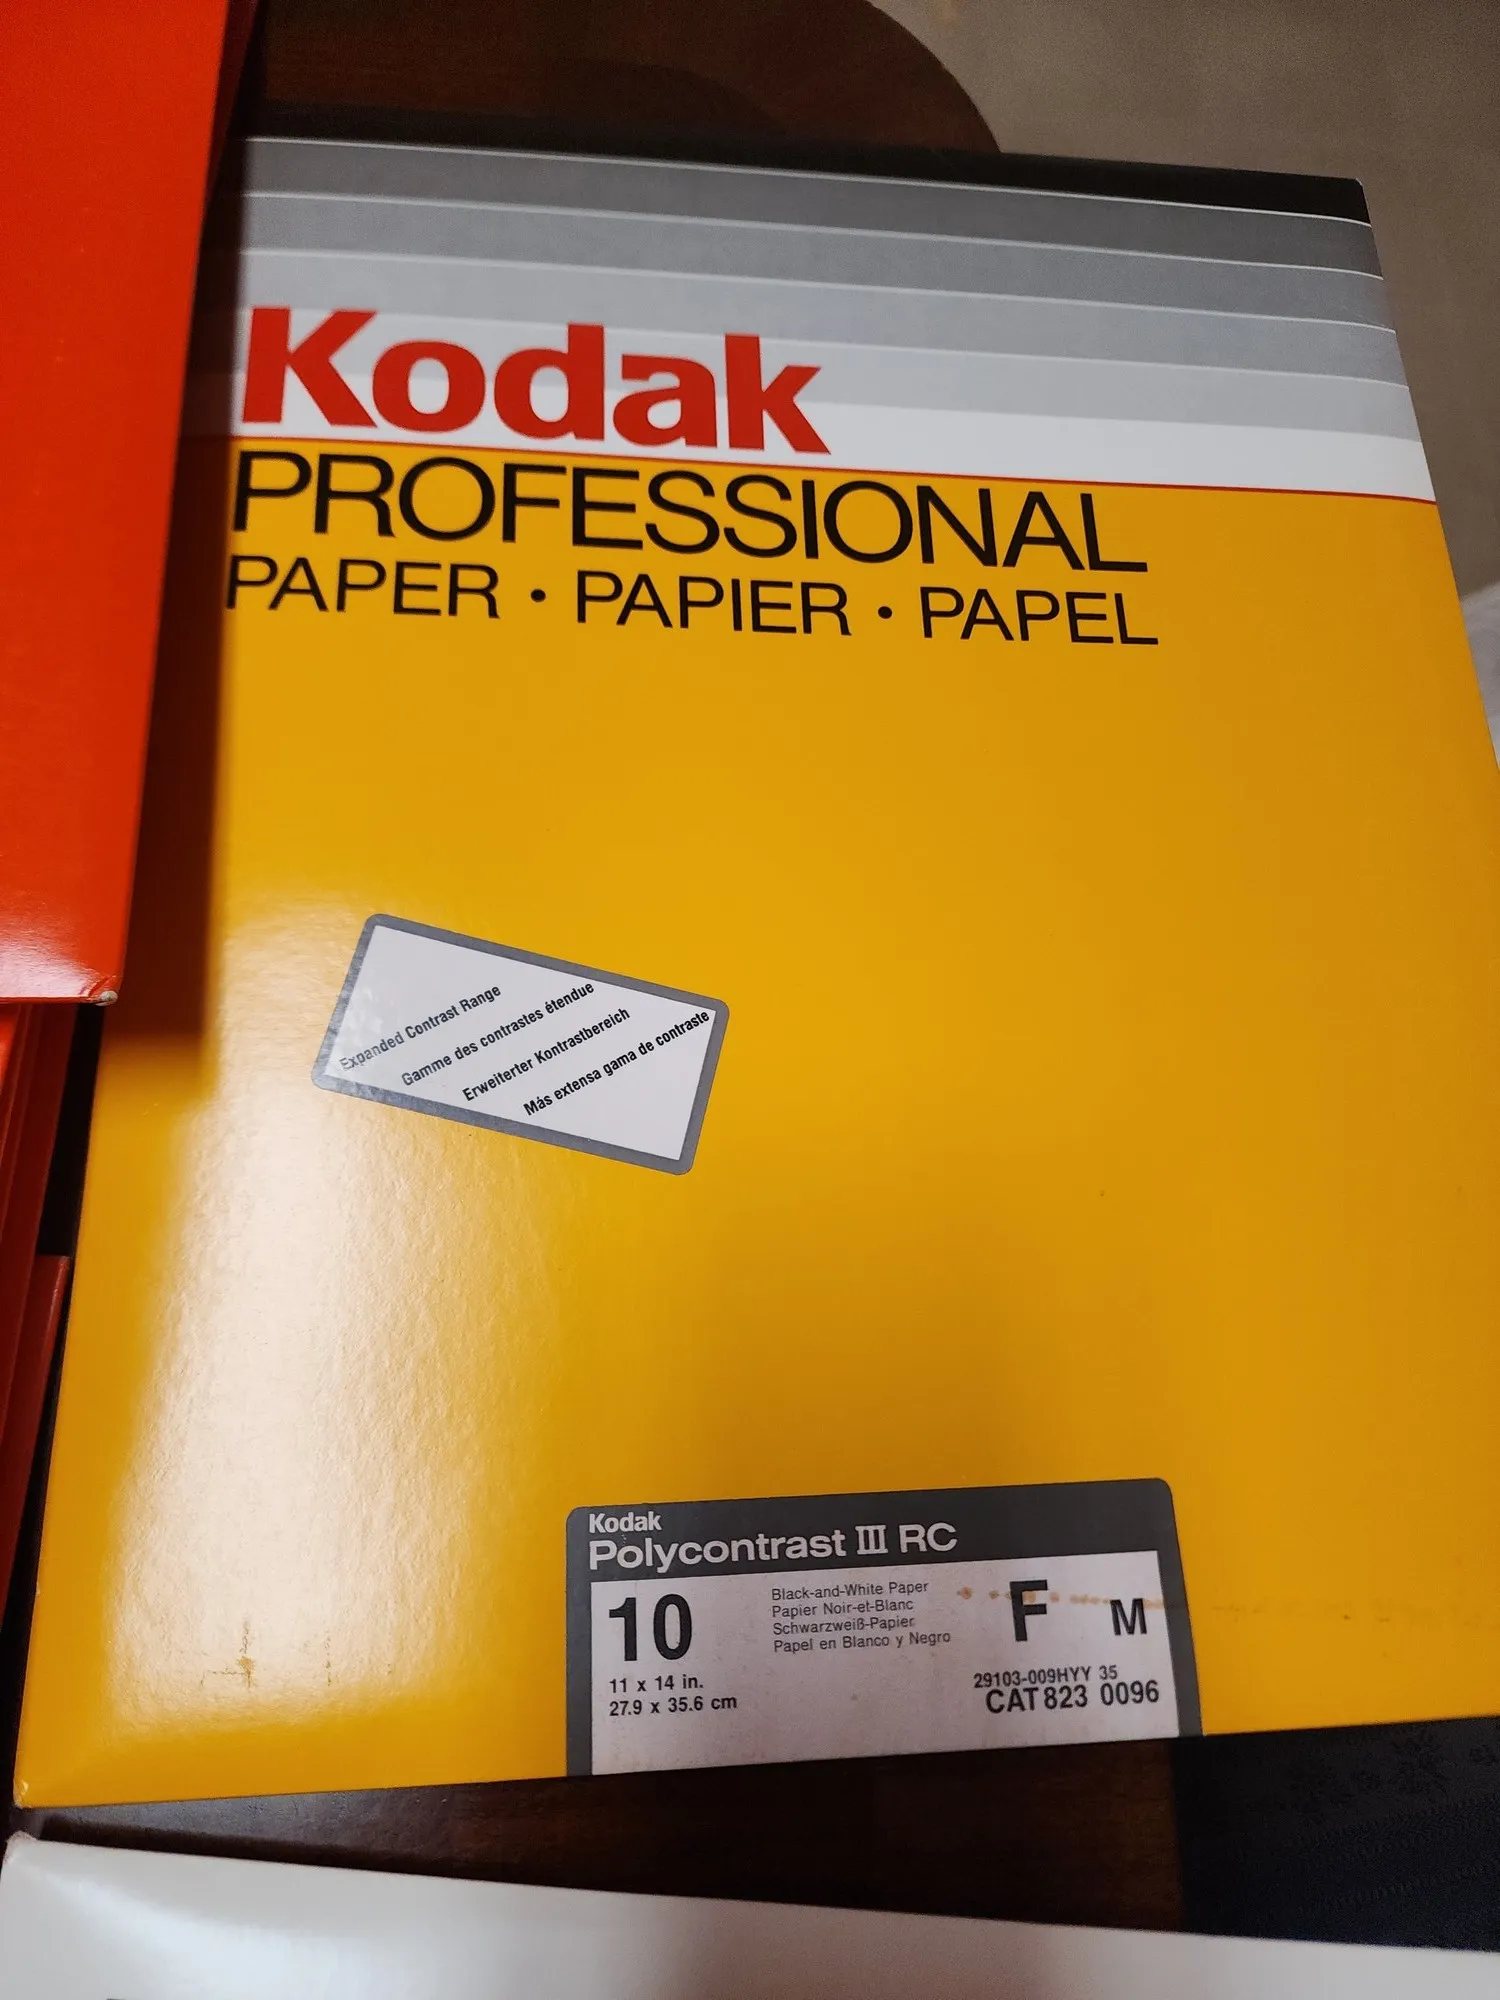 Kodak
PROFESSIONAL
PAPER • PAPIER • PAPEL
Expanded Contrast Range
Gamme des contrastes étendue
Erweiterter Kontrastbereich
Más extensa gama de contraste
Kodak
Polycontrast III RC
10
11 x 14 in.
27.9 x 35.6 cm
Black-and-White Paper
Papier Noir-et-Blanc
Schwarzweiß-Papier
Papel en Blanco y Negro
F M
29103-009HYY 35
CAT 823 0096